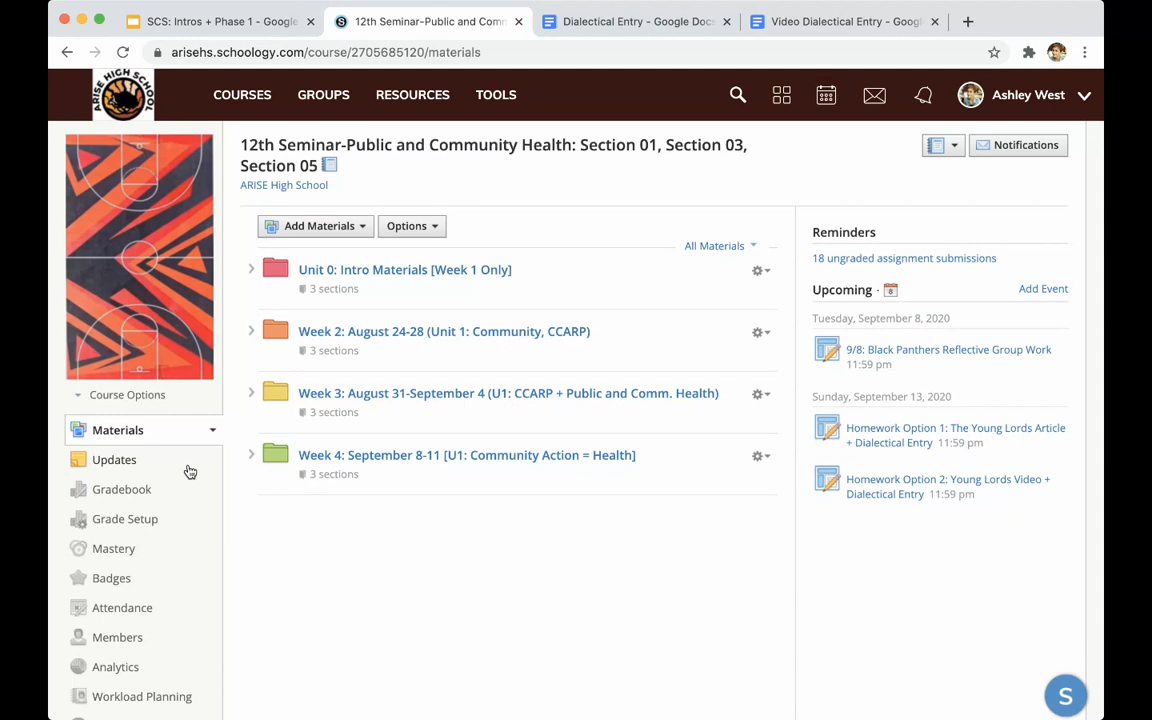 SCS: Intros + Phase 1 - Google
12th Seminar-Public and Comm
Dialectical Entry - Google Docs
Video Dialectical Entry - Googl
arisehs.schoology.com/course/2705685120/materials
ARISE HIGH SCHOOL
COURSES
GROUPS
RESOURCES
TOOLS
Ashley West
12th Seminar-Public and Community Health: Section 01, Section 03,
Section 05
ARISE High School
Notifications
Add Materials
Options
All Materials
Unit 0: Intro Materials [Week 1 Only]
3 sections
Week 2: August 24-28 (Unit 1: Community, CCARP)
3 sections
Week 3: August 31-September 4 (U1: CCARP + Public and Comm. Health)
3 sections
Week 4: September 8-11 [U1: Community Action = Health]
3 sections
Course Options
Materials
Updates
Gradebook
Grade Setup
Mastery
Badges
Attendance
Members
Analytics
Workload Planning
Reminders
18 ungraded assignment submissions
Upcoming · 8
Add Event
Tuesday, September 8, 2020
9/8: Black Panthers Reflective Group Work
11:59 pm
Sunday, September 13, 2020
Homework Option 1: The Young Lords Article
+ Dialectical Entry 11:59 pm
Homework Option 2: Young Lords Video +
Dialectical Entry 11:59 pm
S